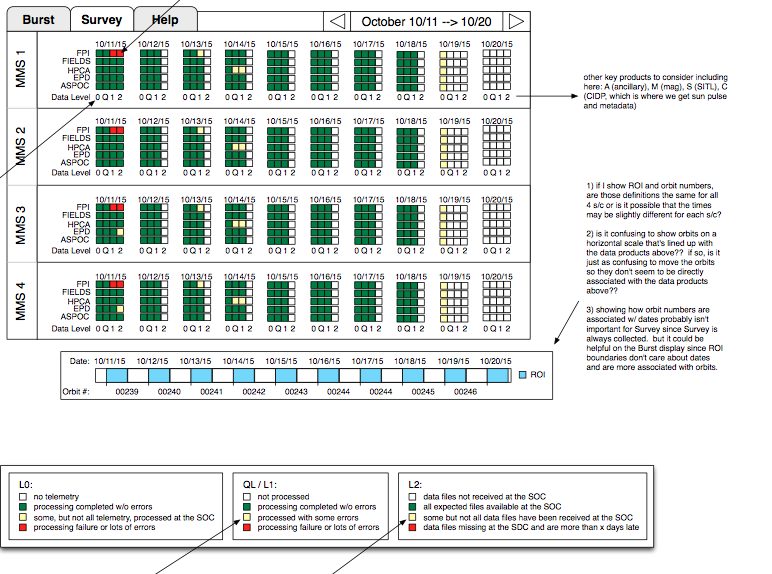 Burst Survey Help October 10/11 --> 10/20
MMS 1
10/11/15 10/12/15 10/13/15 10/14/15 10/15/15 10/16/15 10/17/15 10/18/15 10/19/15 10/20/15
FPI
FIELDS
HPCA
EPD
ASPOC
Data Level 0 Q 1 2 0 Q 1 2 0 Q 1 2 0 Q 1 2 0 Q 1 2 0 Q 1 2 0 Q 1 2 0 Q 1 2 0 Q 1 2 0 Q 1 2
MMS 2
10/11/15 10/12/15 10/13/15 10/14/15 10/15/15 10/16/15 10/17/15 10/18/15 10/19/15 10/20/15
FPI
FIELDS
HPCA
EPD
ASPOC
Data Level 0 Q 1 2 0 Q 1 2 0 Q 1 2 0 Q 1 2 0 Q 1 2 0 Q 1 2 0 Q 1 2 0 Q 1 2 0 Q 1 2 0 Q 1 2
MMS 3
10/11/15 10/12/15 10/13/15 10/14/15 10/15/15 10/16/15 10/17/15 10/18/15 10/19/15 10/20/15
FPI
FIELDS
HPCA
EPD
ASPOC
Data Level 0 Q 1 2 0 Q 1 2 0 Q 1 2 0 Q 1 2 0 Q 1 2 0 Q 1 2 0 Q 1 2 0 Q 1 2 0 Q 1 2 0 Q 1 2
MMS 4
10/11/15 10/12/15 10/13/15 10/14/15 10/15/15 10/16/15 10/17/15 10/18/15 10/19/15 10/20/15
FPI
FIELDS
HPCA
EPD
ASPOC
Data Level 0 Q 1 2 0 Q 1 2 0 Q 1 2 0 Q 1 2 0 Q 1 2 0 Q 1 2 0 Q 1 2 0 Q 1 2 0 Q 1 2 0 Q 1 2
other key products to consider including
here: A (ancillary), M (mag), S (SITL), C
(CIDP, which is where we get sun pulse
and metadata)
1) if I show ROI and orbit numbers,
are those definitions the same for all
4 s/c or is it possible that the times
may be slightly different for each s/c?
2) is it confusing to show orbits on a
horizontal scale that's lined up with
the data products above?? if so, is it
just as confusing to move the orbits
so they don't seem to be directly
associated with the data products
above??
3) showing how orbit numbers are
associated w/ dates probably isn't
important for Survey since Survey is
always collected. but it could be
helpful on the Burst display since ROI
boundaries don't care about dates
and are more associated with orbits.
Date: 10/11/15 10/12/15 10/13/15 10/14/15 10/15/15 10/16/15 10/17/15 10/18/15 10/19/15 10/20/15
ROI
Orbit #: 00239 00240 00241 00242 00243 00244 00244 00245 00246
L0:
no telemetry
processing completed w/o errors
some, but not all telemetry, processed at the SOC
processing failure or lots of errors
QL / L1:
not processed
processing completed w/o errors
processed with some errors
processing failure or lots of errors
L2:
data files not received at the SOC
all expected files available at the SOC
some but not all data files have been received at the SOC
data files missing at the SDC and are more than x days late